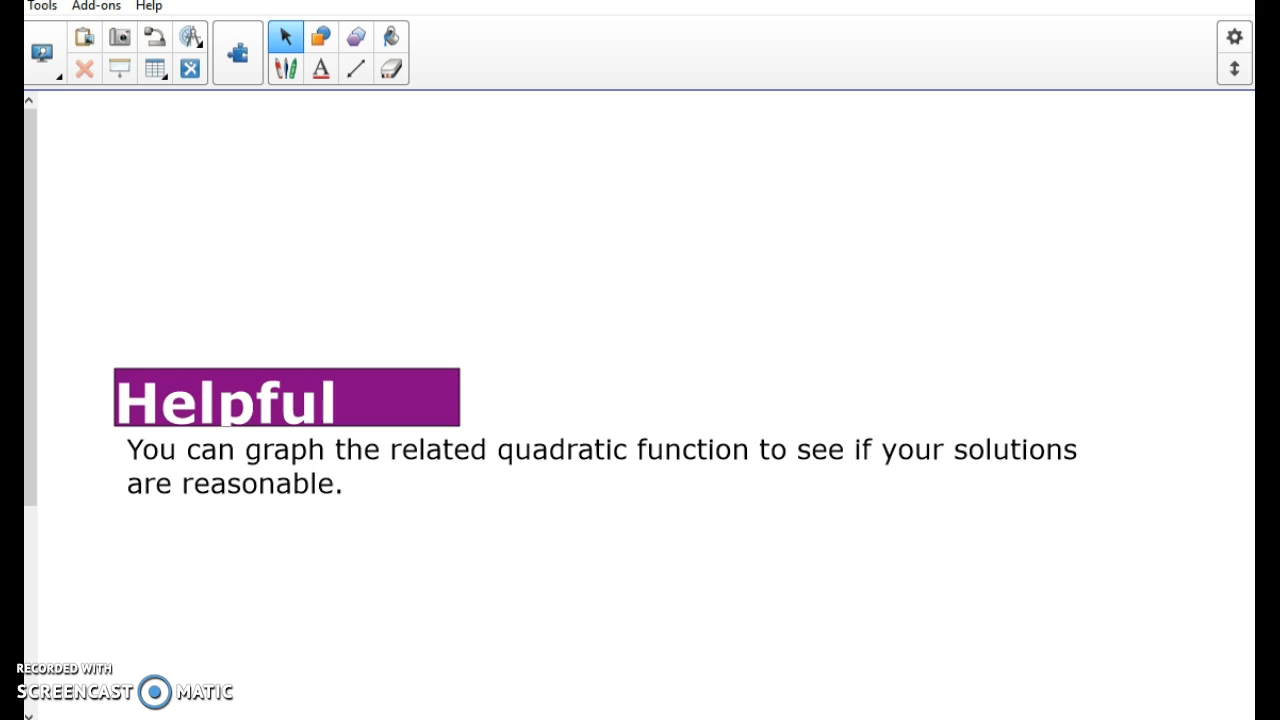 Tools Add-ons Help
Helpful
You can graph the related quadratic function to see if your solutions
are reasonable.
RECORDED WITH
SCREENCAST MATIC